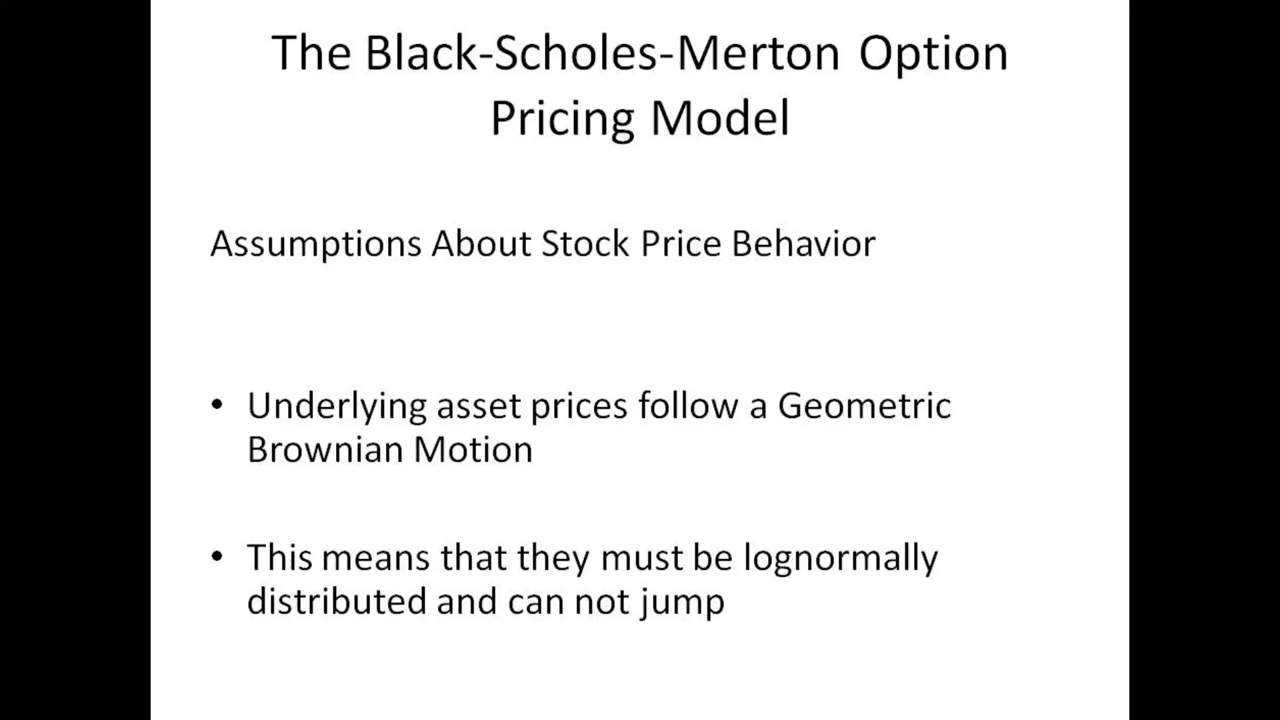 The Black-Scholes-Merton Option
Pricing Model
Assumptions About Stock Price Behavior
• Underlying asset prices follow a Geometric
Brownian Motion
• This means that they must be lognormally
distributed and can not jump